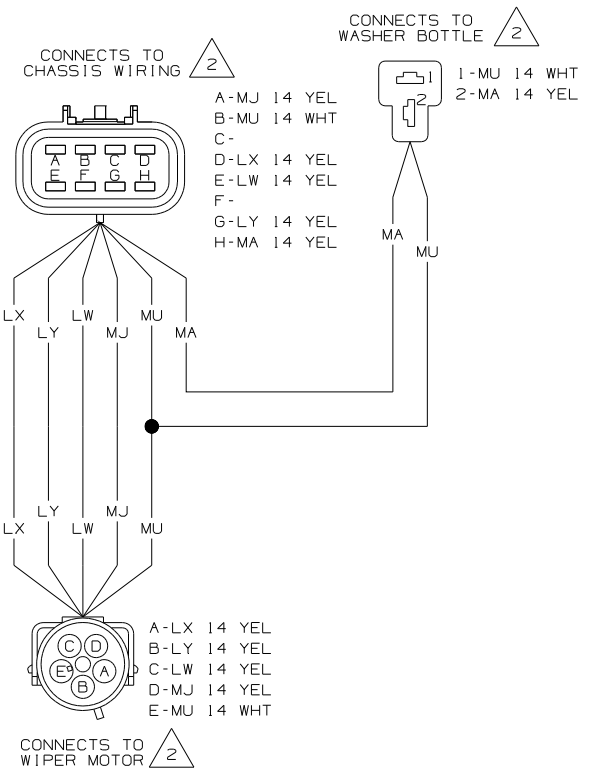 CONNECTS TO
WASHER BOTTLE
2
1
2
1-MU 14 WHT
2-MA 14 YEL
CONNECTS TO
CHASSIS WIRING
2
A-MJ 14 YEL
B-MU 14 WHT
C-
D-LX 14 YEL
E-LW 14 YEL
F-
G-LY 14 YEL
H-MA 14 YEL
A B C D
E F G H
MA
MU
LX LW MU
LY MJ MA
LY MJ
LX LW MU
C D
E A
B
A-LX 14 YEL
B-LY 14 YEL
C-LW 14 YEL
D-MJ 14 YEL
E-MU 14 WHT
CONNECTS TO
WIPER MOTOR
2